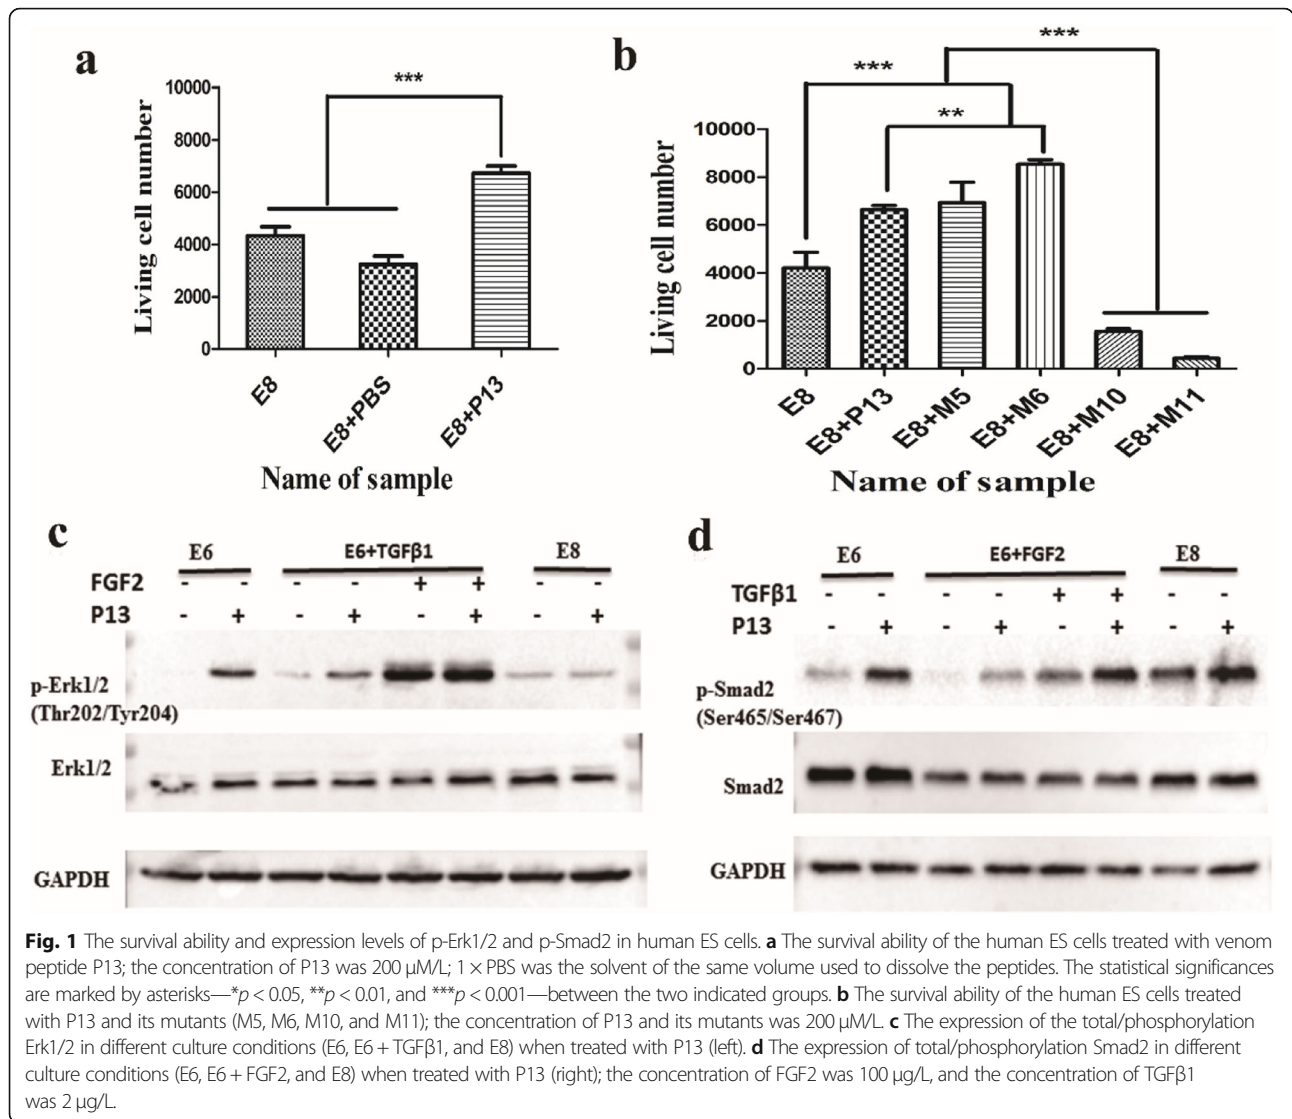 a
***
10000
8000
6000
4000
2000
0
Living cell number
E8
E8+PBS
E8+P13
Name of sample
b
***
***
**
10000
8000
6000
4000
2000
0
Living cell number
E8
E8+P13
E8+M5
E8+M6
E8+M10
E8+M11
Name of sample
c
E6 E6+TGFβ1 E8
FGF2 - - - - + + - -
P13 - + - + - + - +
p-Erk1/2
(Thr202/Tyr204)
Erk1/2
GAPDH
d
E6 E6+FGF2 E8
TGFβ1 - - - - + + - -
P13 - + - + - + - +
p-Smad2
(Ser465/Ser467)
Smad2
GAPDH
Fig. 1 The survival ability and expression levels of p-Erk1/2 and p-Smad2 in human ES cells. a The survival ability of the human ES cells treated with venom
peptide P13; the concentration of P13 was 200 μM/L; 1 × PBS was the solvent of the same volume used to dissolve the peptides. The statistical significances
are marked by asterisks—*p < 0.05, **p < 0.01, and ***p < 0.001—between the two indicated groups. b The survival ability of the human ES cells treated
with P13 and its mutants (M5, M6, M10, and M11); the concentration of P13 and its mutants was 200 μM/L. c The expression of the total/phosphorylation
Erk1/2 in different culture conditions (E6, E6 + TGFβ1, and E8) when treated with P13 (left). d The expression of total/phosphorylation Smad2 in different
culture conditions (E6, E6 + FGF2, and E8) when treated with P13 (right); the concentration of FGF2 was 100 μg/L, and the concentration of TGFβ1
was 2 μg/L.